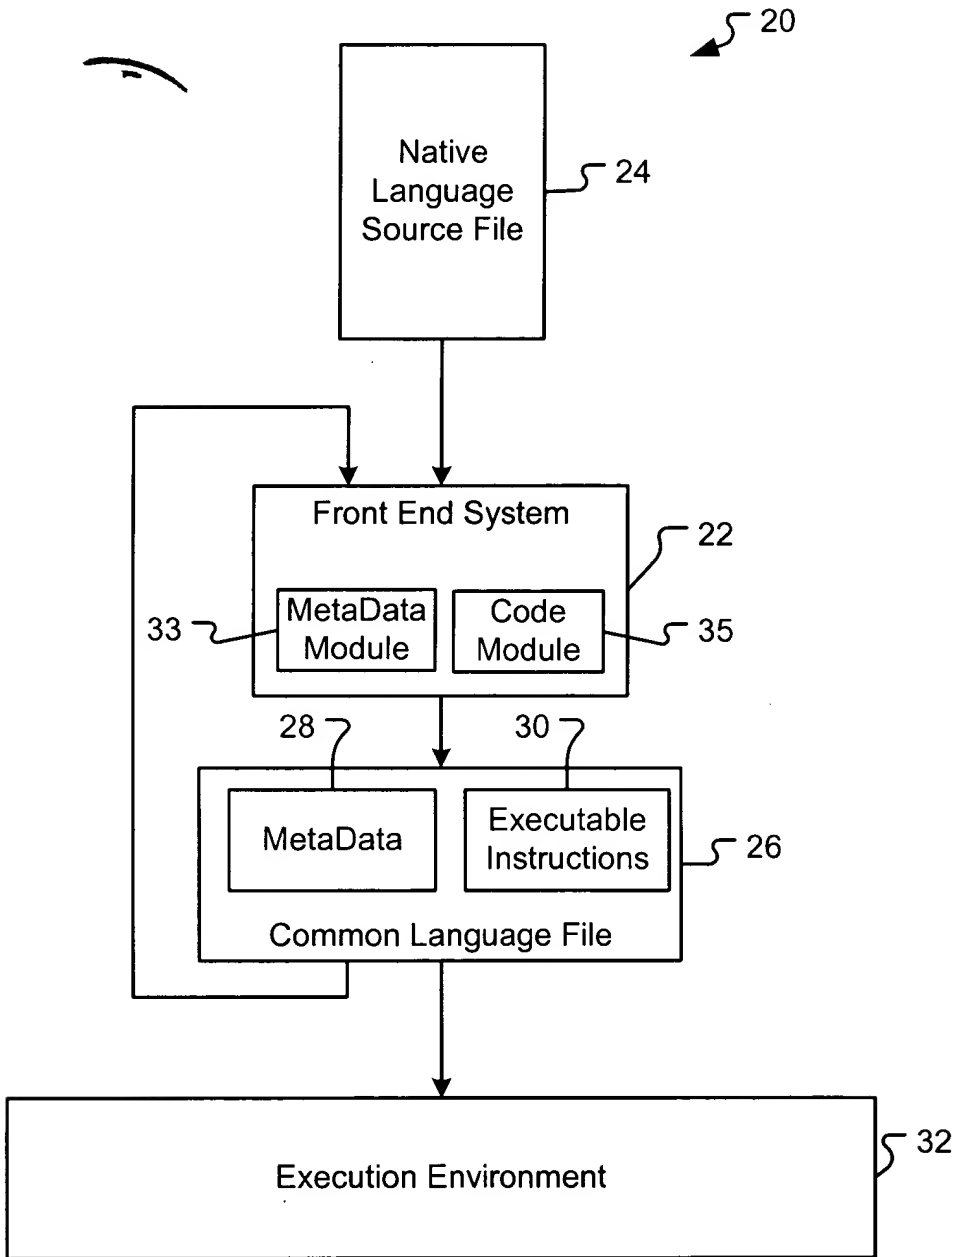 20
Native
Language
Source File
24
Front End System
22
MetaData
Module
33
Code
Module
35
28
30
MetaData
Executable
Instructions
26
Common Language File
Execution Environment
32